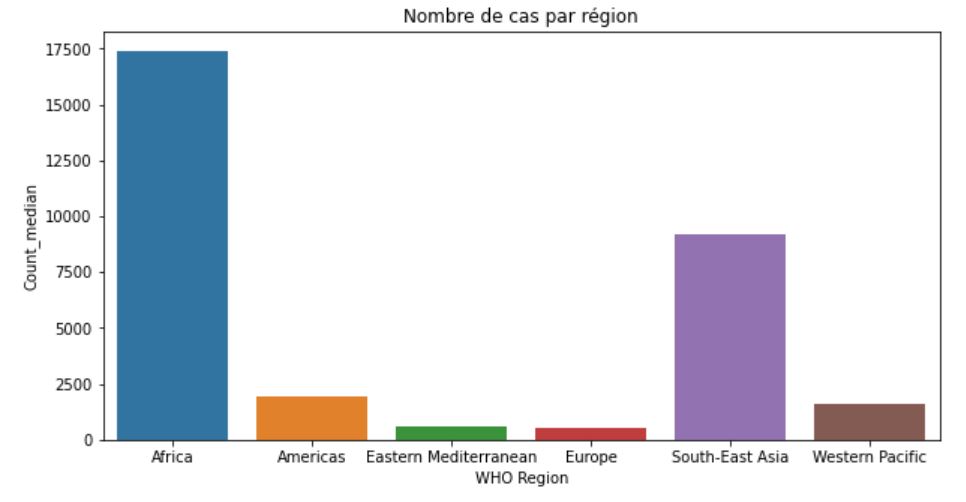 Nombre de cas par région
17500
15000
12500
10000
7500
5000
2500
0
Count_median
Africa Americas Eastern Mediterranean Europe South-East Asia Western Pacific
WHO Region